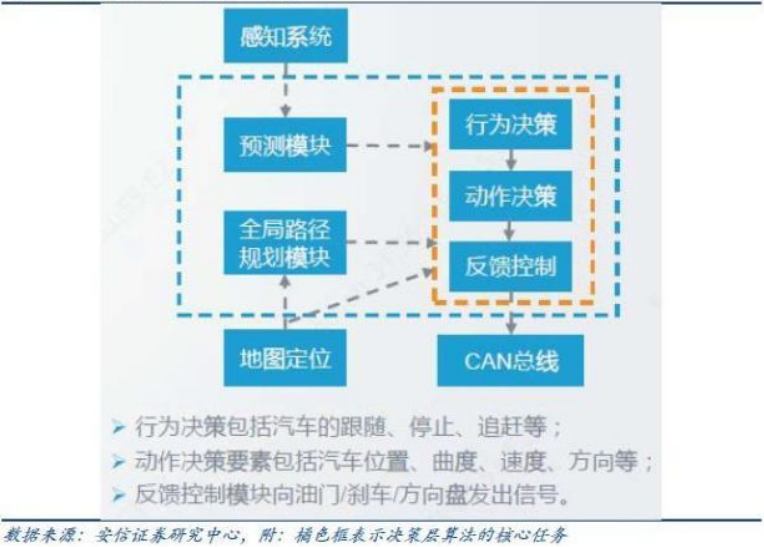 感知系统
预测模块
行为决策
动作决策
全局路径
规划模块
反馈控制
地图定位
CAN总线
行为决策包括汽车的跟随、停止、追赶等；
动作决策要素包括汽车位置、曲度、速度、方向等；
反馈控制模块向油门/刹车/方向盘发出信号。
数据来源：安信证券研究中心，附：橘色框表示决策层算法的核心任务